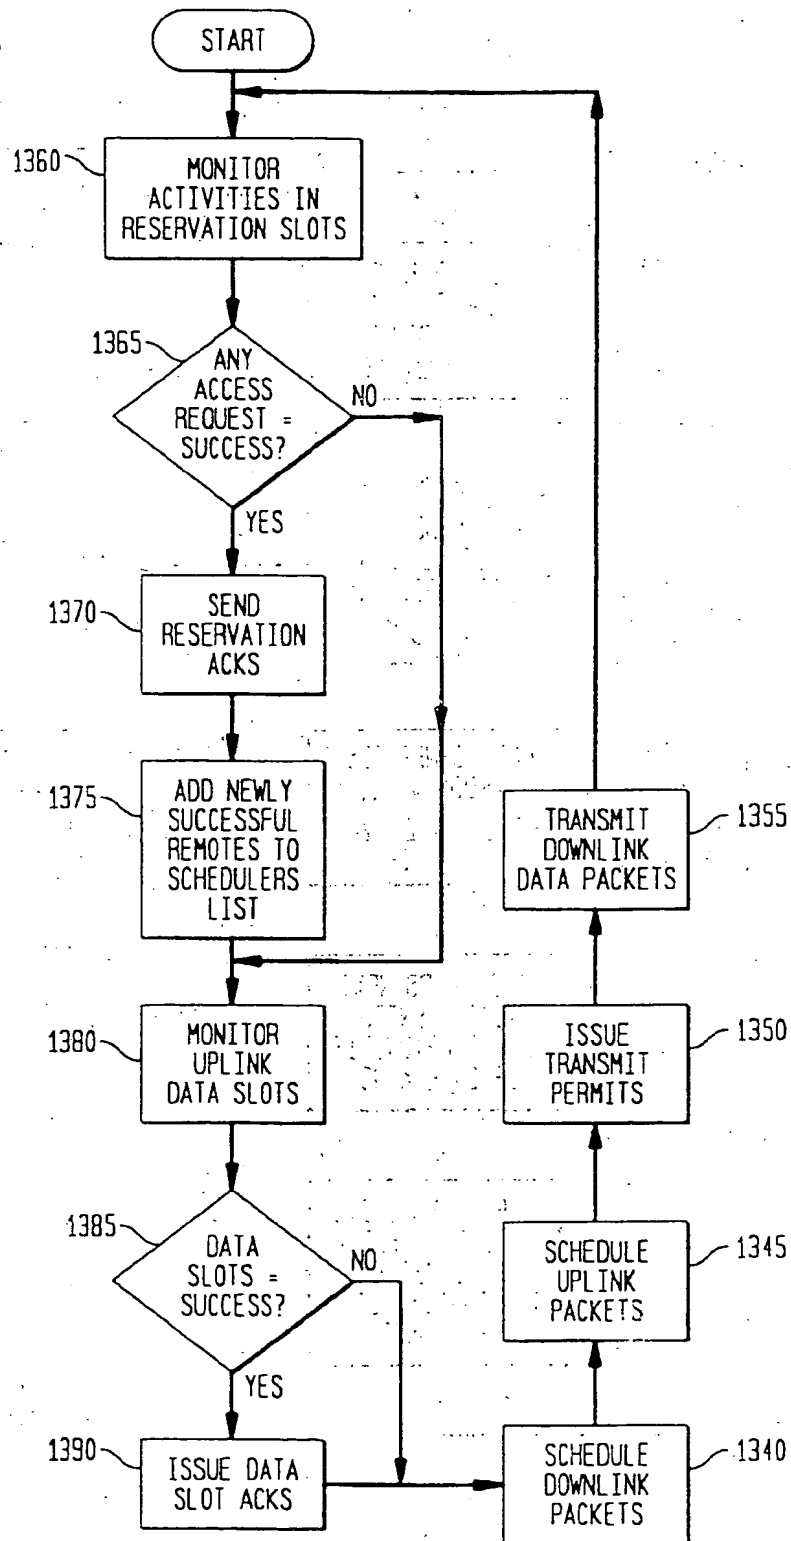 START
1360
MONITOR
ACTIVITIES IN
RESERVATION SLOTS
1365
ANY
ACCESS
REQUEST =
SUCCESS?
NO
YES
1370
SEND
RESERVATION
ACKS
1375
ADD NEWLY
SUCCESSFUL
REMOTES TO
SCHEDULERS
LIST
1380
MONITOR
UPLINK
DATA SLOTS
1385
DATA
SLOTS =
SUCCESS?
NO
YES
1390
ISSUE DATA
SLOT ACKS
SCHEDULE
DOWNLINK
PACKETS
1340
SCHEDULE
UPLINK
PACKETS
1345
ISSUE
TRANSMIT
PERMITS
1350
TRANSMIT
DOWNLINK
DATA PACKETS
1355